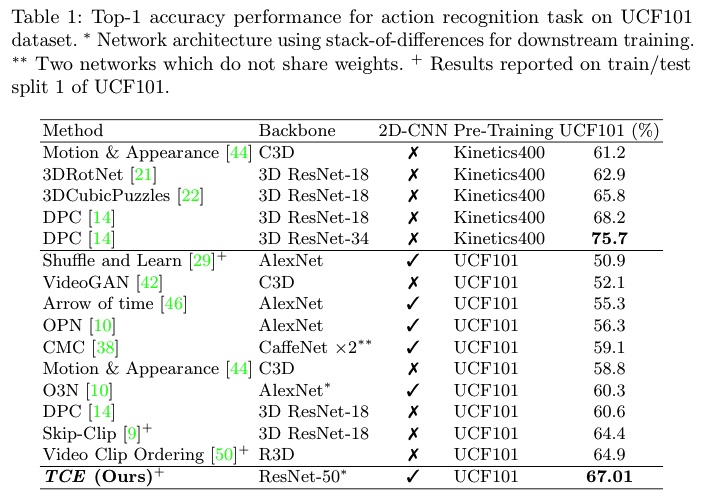 Table 1: Top-1 accuracy performance for action recognition task on UCF101
dataset. * Network architecture using stack-of-differences for downstream training.
** Two networks which do not share weights. + Results reported on train/test
split 1 of UCF101.
Method Backbone 2D-CNN Pre-Training UCF101 (%)
Motion & Appearance [44] C3D ✗ Kinetics400 61.2
3DRotNet [21] 3D ResNet-18 ✗ Kinetics400 62.9
3DCubicPuzzles [22] 3D ResNet-18 ✗ Kinetics400 65.8
DPC [14] 3D ResNet-18 ✗ Kinetics400 68.2
DPC [14] 3D ResNet-34 ✗ Kinetics400 75.7
Shuffle and Learn [29]+ AlexNet ✓ UCF101 50.9
VideoGAN [42] C3D ✗ UCF101 52.1
Arrow of time [46] AlexNet ✓ UCF101 55.3
OPN [10] AlexNet ✓ UCF101 56.3
CMC [38] CaffeNet ×2** ✓ UCF101 59.1
Motion & Appearance [44] C3D ✗ UCF101 58.8
O3N [10] AlexNet* ✓ UCF101 60.3
DPC [14] 3D ResNet-18 ✗ UCF101 60.6
Skip-Clip [9]+ 3D ResNet-18 ✗ UCF101 64.4
Video Clip Ordering [50]+ R3D ✗ UCF101 64.9
TCE (Ours)+ ResNet-50* ✓ UCF101 67.01